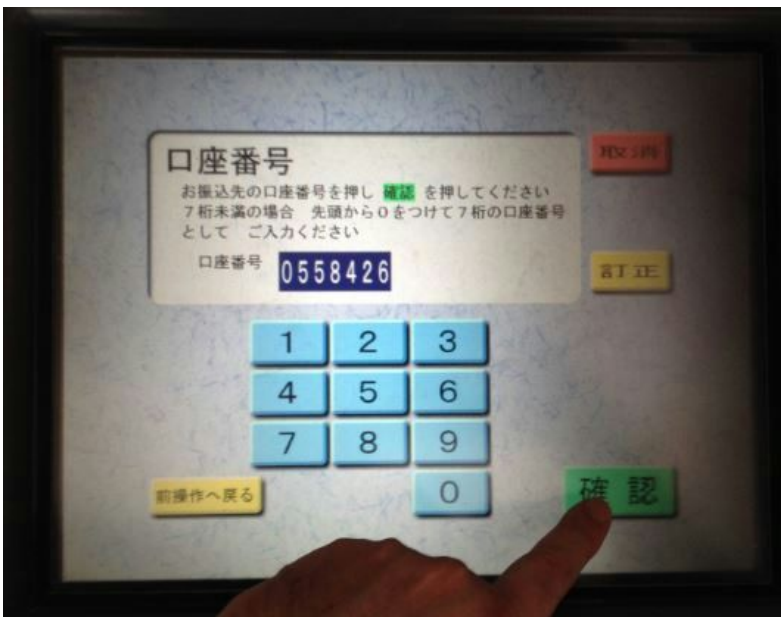 口座番号
取消
お振込先の口座番号を押し 確認 を押してください
7桁未満の場合 先頭から0をつけて7桁の口座番号
として ご入力ください
口座番号 0558426
訂正
1 2 3
4 5 6
7 8 9
前操作へ戻る 0 確認